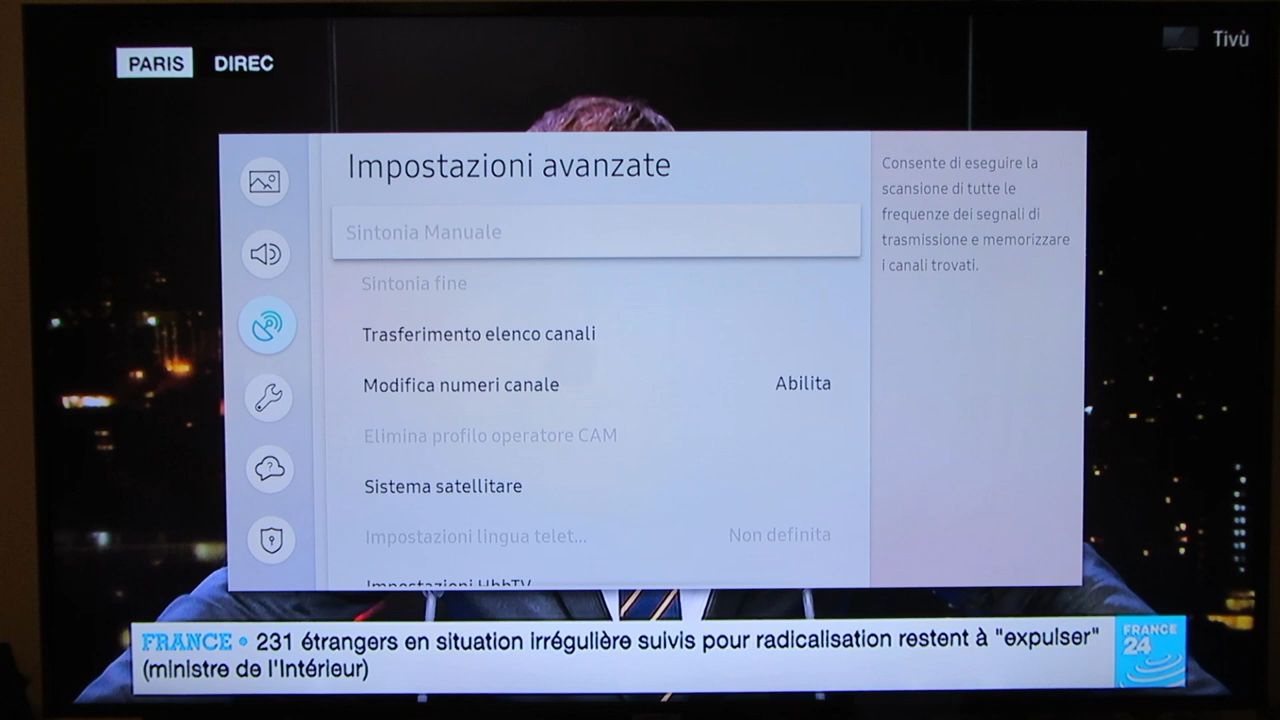 PARIS DIREC
Tivù
Impostazioni avanzate
Sintonia Manuale
Sintonia fine
Trasferimento elenco canali
Modifica numeri canale Abilita
Elimina profilo operatore CAM
Sistema satellitare
Impostazioni lingua telet... Non definita
Impostazioni HbbTV
Consente di eseguire la
scansione di tutte le
frequenze dei segnali di
trasmissione e memorizzare
i canali trovati.
FRANCE • 231 étrangers en situation irrégulière suivis pour radicalisation restent à "expulser"
(ministre de l'Intérieur)
FRANCE
24